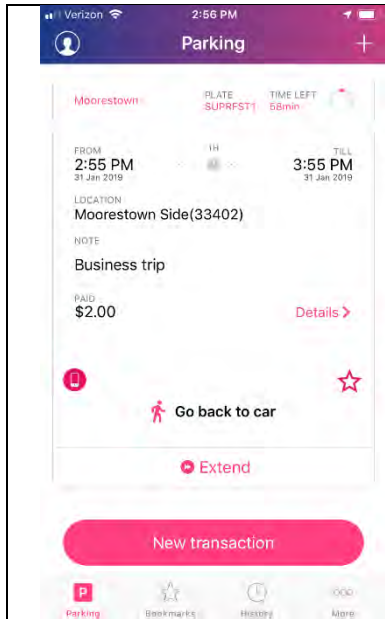 Verizon 2:56 PM
Parking
Moorestown
PLATE
SUPRFST1
TIME LEFT
58min
FROM
2:55 PM
31 Jan 2019
1H
TILL
3:55 PM
31 Jan 2019
LOCATION
Moorestown Side(33402)
NOTE
Business trip
PAID
$2.00
Details
Go back to car
Extend
New transaction
P
Parking
Bookmarks
History
More